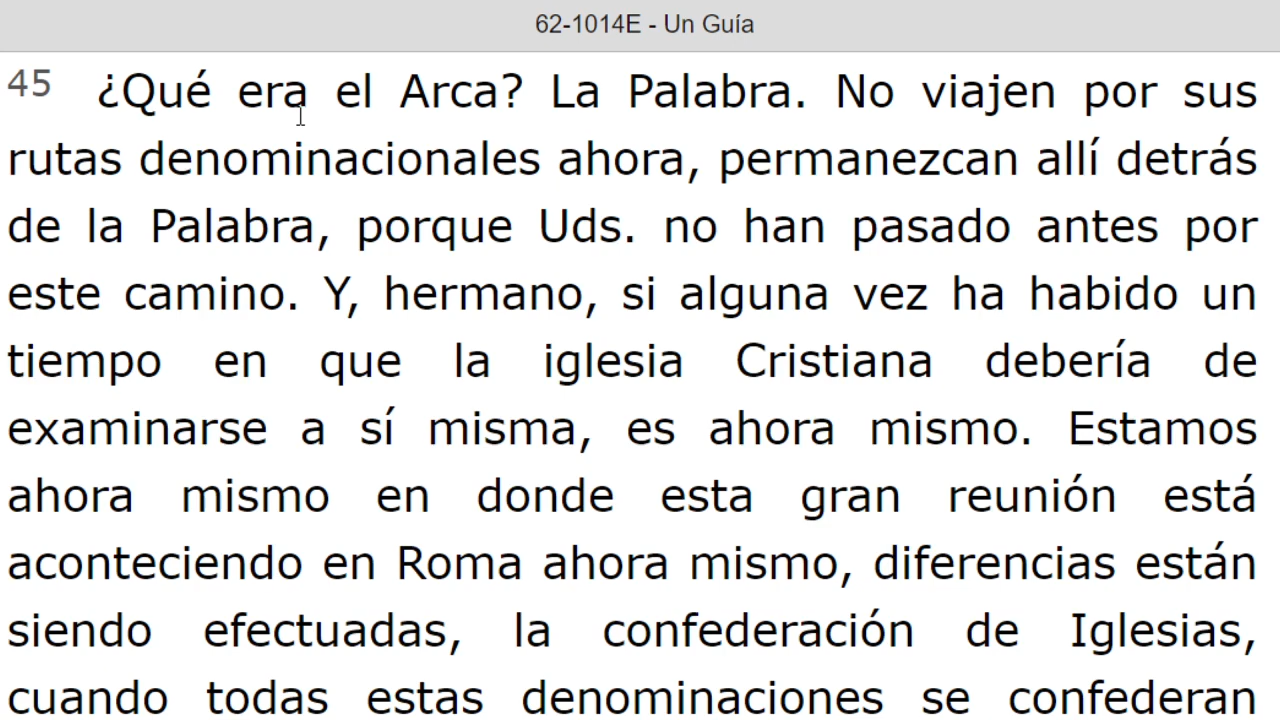 62-1014E - Un Guía
45 ¿Qué era el Arca? La Palabra. No viajen por sus
rutas denominacionales ahora, permanezcan allí detrás
de la Palabra, porque Uds. no han pasado antes por
este camino. Y, hermano, si alguna vez ha habido un
tiempo en que la iglesia Cristiana debería de
examinarse a sí misma, es ahora mismo. Estamos
ahora mismo en donde esta gran reunión está
aconteciendo en Roma ahora mismo, diferencias están
siendo efectuadas, la confederación de Iglesias,
cuando todas estas denominaciones se confederan